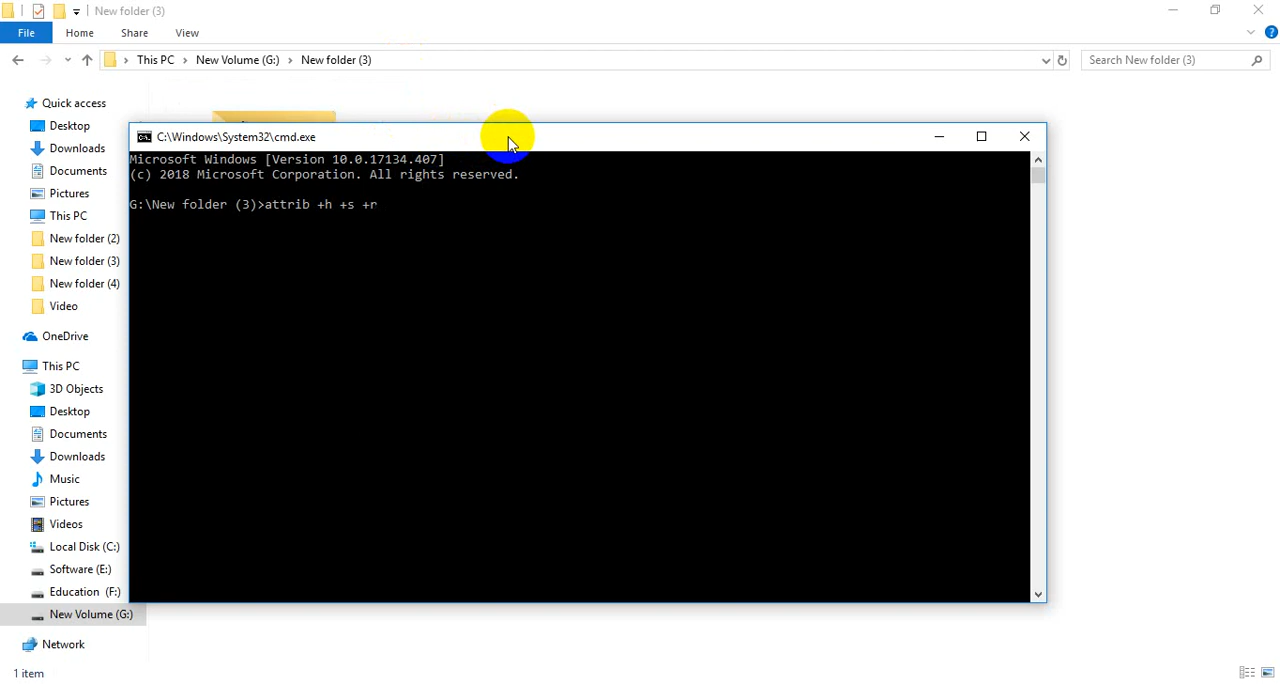 New folder (3)
File Home Share View
This PC New Volume (G:) New folder (3)
Search New folder (3)
Quick access
Desktop
Downloads
Documents
Pictures
This PC
New folder (2)
New folder (3)
New folder (4)
Video
OneDrive
This PC
3D Objects
Desktop
Documents
Downloads
Music
Pictures
Videos
Local Disk (C:)
Software (E:)
Education (F:)
New Volume (G:)
Network
1 item
C:\Windows\System32\cmd.exe
Microsoft Windows [Version 10.0.17134.407]
(c) 2018 Microsoft Corporation. All rights reserved.
G:\New folder (3)>attrib +h +s +r